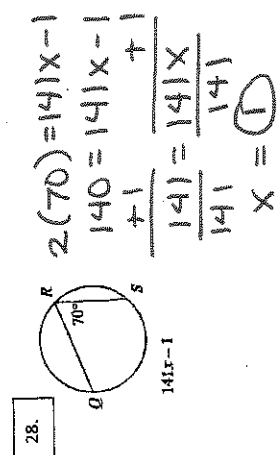 28.
R
70°
Q
S
141x − 1
2(70) = 141x − 1
140 = 141x − 1
+1 +1
141 = 141x
141 141
x = 1